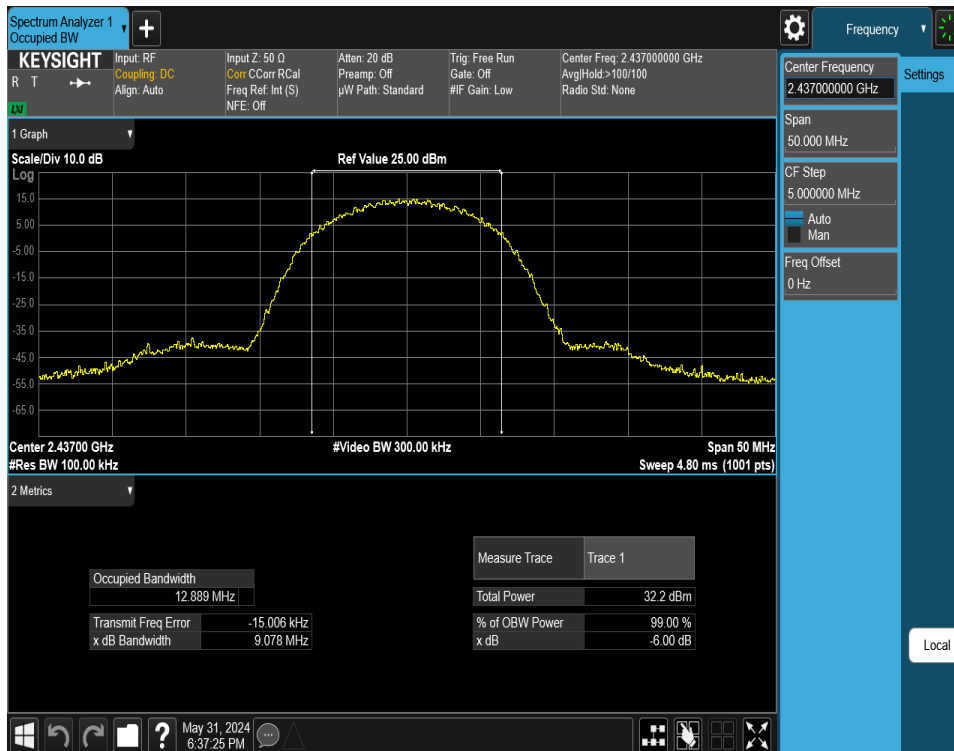 Spectrum Analyzer 1
Occupied BW
Frequency
KEYSIGHT
R T
LXI
Input: RF
Coupling: DC
Align: Auto
Input Z: 50 Ω
Corr CCorr RCal
Freq Ref: Int (S)
NFE: Off
Atten: 20 dB
Preamp: Off
µW Path: Standard
Trig: Free Run
Gate: Off
#IF Gain: Low
Center Freq: 2.437000000 GHz
Avg|Hold:>100/100
Radio Std: None
Center Frequency
2.437000000 GHz
Settings
Span
50.000 MHz
CF Step
5.000000 MHz
Auto
Man
Freq Offset
0 Hz
Local
1 Graph
Scale/Div 10.0 dB
Ref Value 25.00 dBm
Log
15.0
5.00
-5.00
-15.0
-25.0
-35.0
-45.0
-55.0
-65.0
Center 2.43700 GHz
#Video BW 300.00 kHz
Span 50 MHz
#Res BW 100.00 kHz
Sweep 4.80 ms (1001 pts)
2 Metrics
Measure Trace Trace 1
Occupied Bandwidth
12.889 MHz
Total Power 32.2 dBm
Transmit Freq Error -15.006 kHz
% of OBW Power 99.00 %
x dB Bandwidth 9.078 MHz
x dB -6.00 dB
?
May 31, 2024
6:37:25 PM